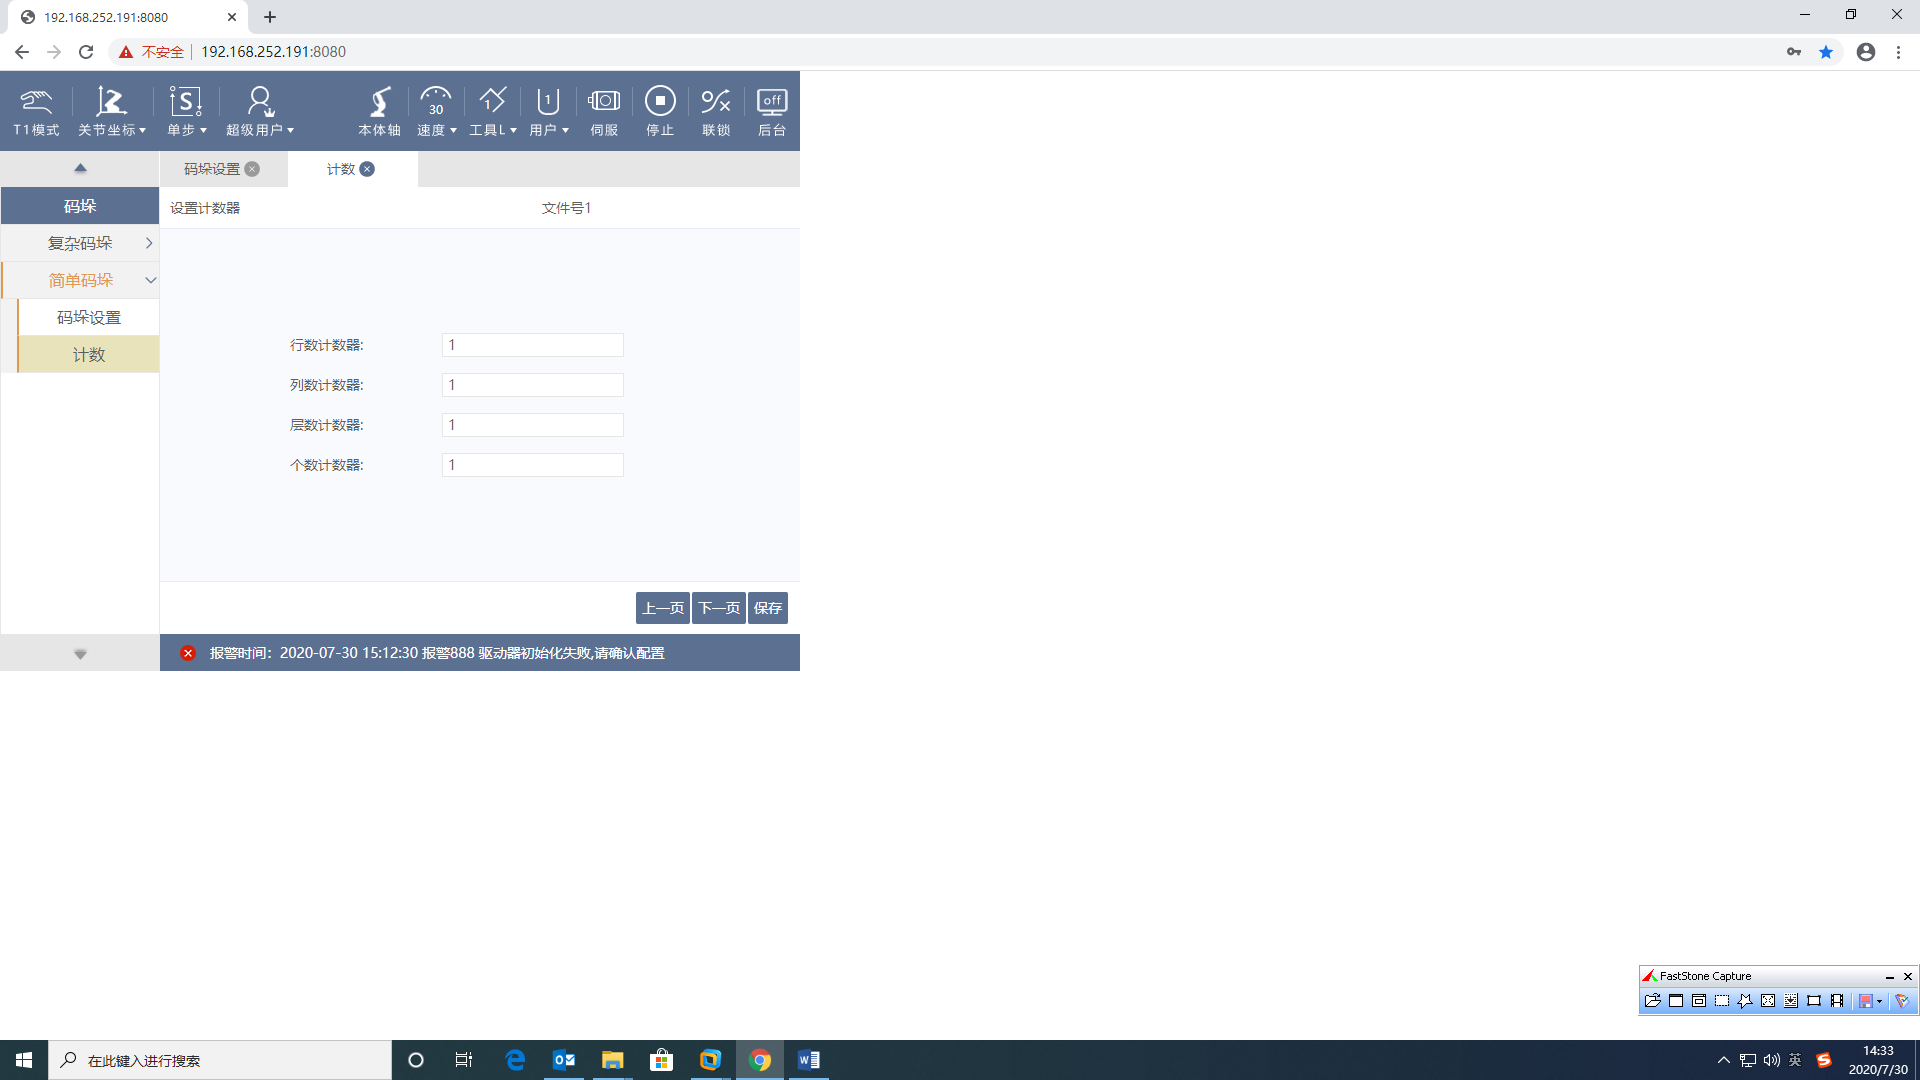 192.168.252.191:8080
不安全 192.168.252.191:8080
30 1 1 off
T1模式 关节坐标 单步 超级用户 本体轴 速度 工具L 用户 伺服 停止 联锁 后台
码垛设置 计数
码垛
设置计数器 文件号1
复杂码垛
简单码垛
码垛设置
计数
行数计数器: 1
列数计数器: 1
层数计数器: 1
个数计数器: 1
上一页 下一页 保存
报警时间：2020-07-30 15:12:30 报警888 驱动器初始化失败,请确认配置
FastStone Capture
在此键入进行搜索
英
14:33
2020/7/30